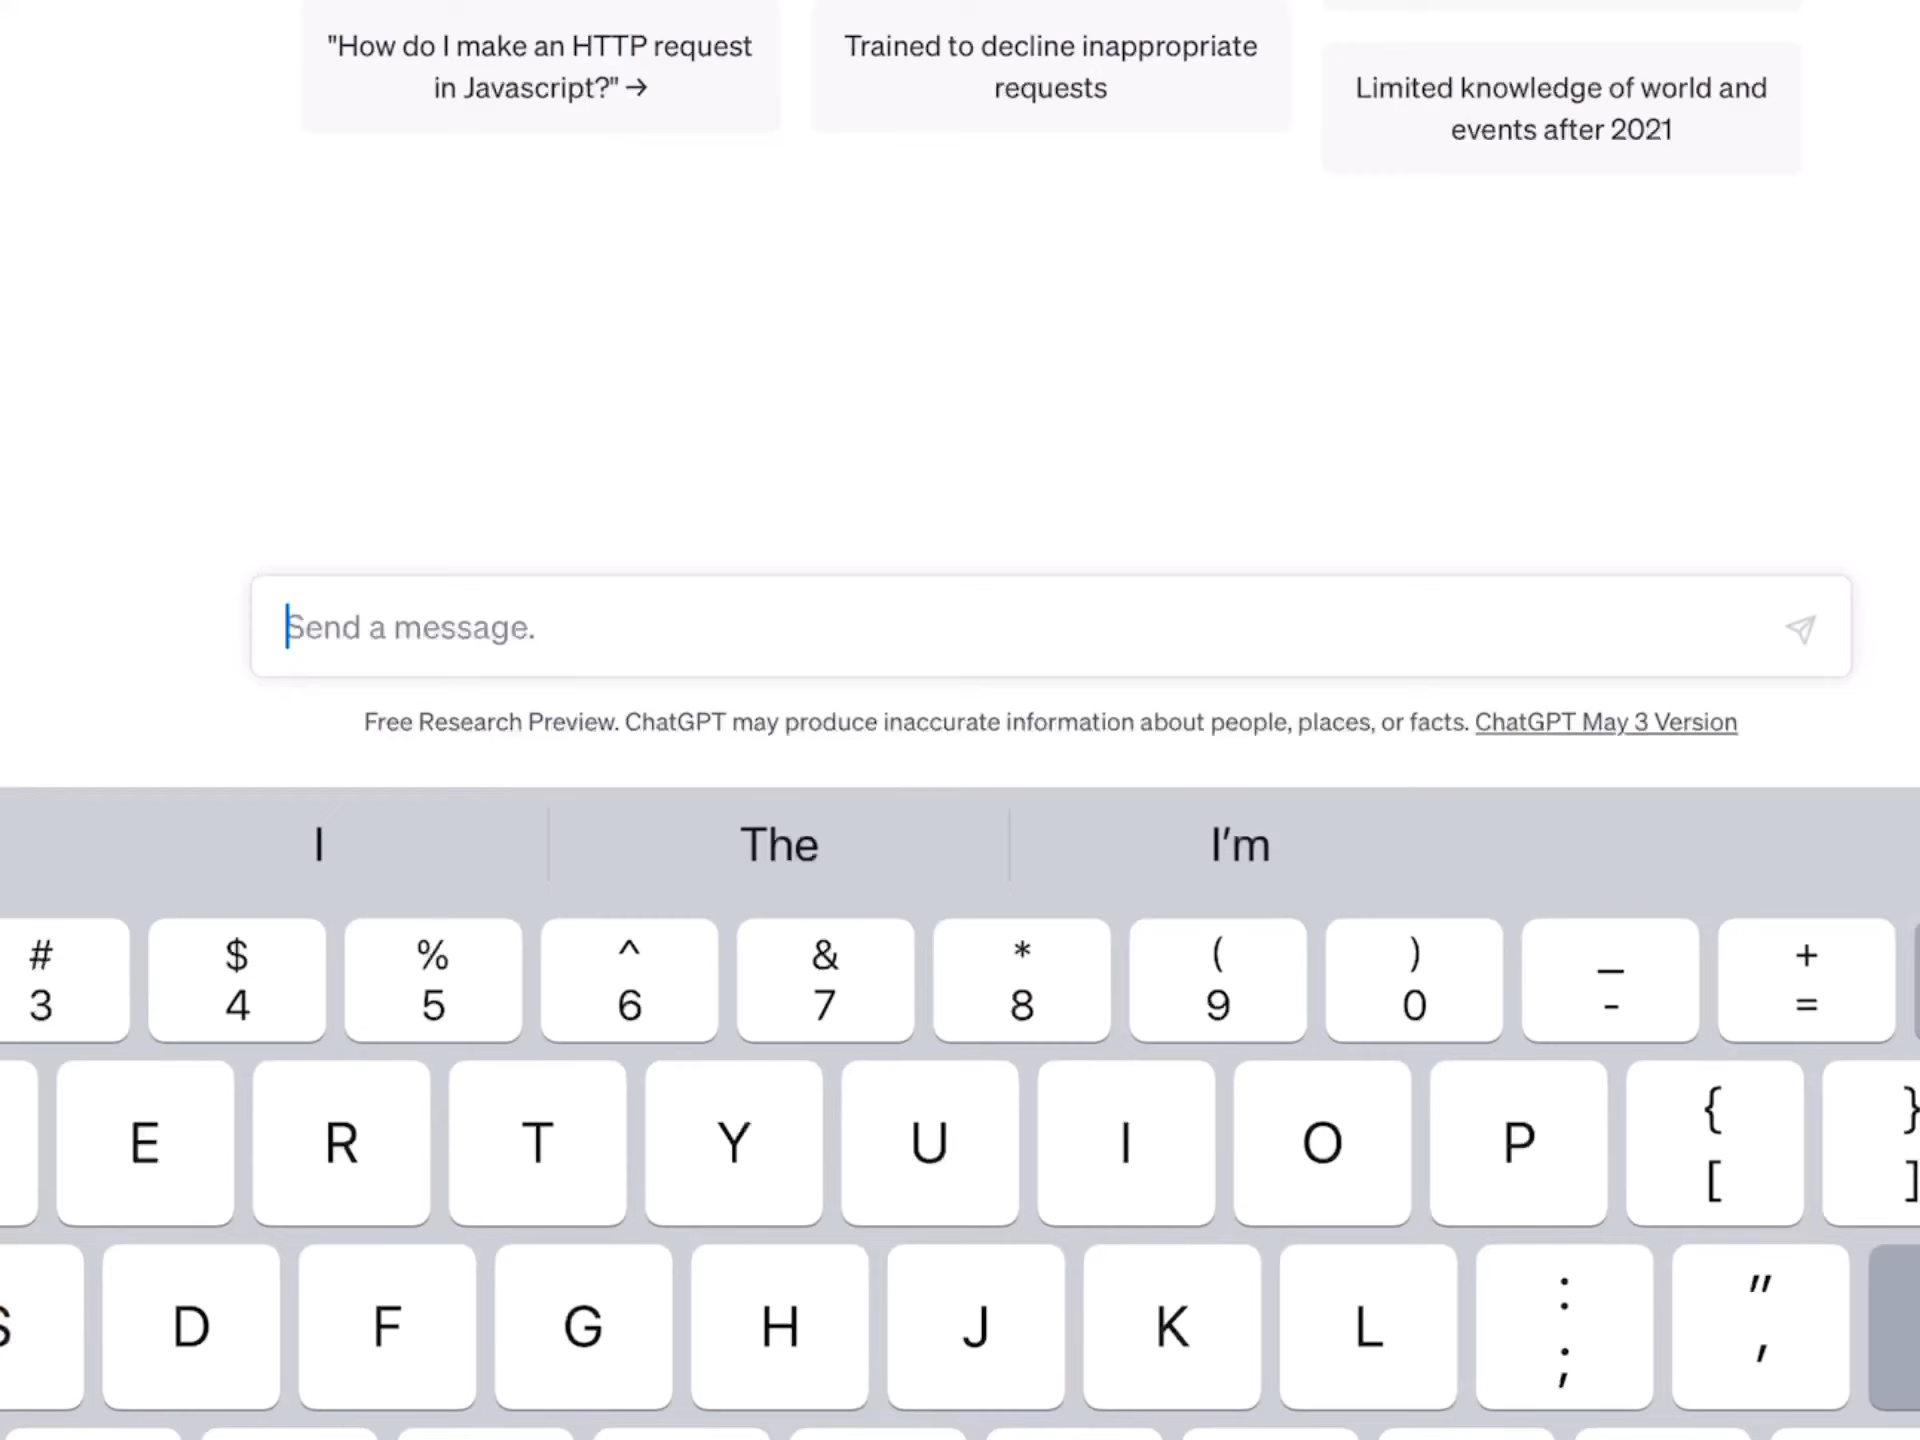 "How do I make an HTTP request
in Javascript?" →
Trained to decline inappropriate
requests
Limited knowledge of world and
events after 2021
Send a message.
Free Research Preview. ChatGPT may produce inaccurate information about people, places, or facts. ChatGPT May 3 Version
I The I'm
# $ % ^ & * ( ) _ +
3 4 5 6 7 8 9 0 - =
E R T Y U I O P { }
[ ]
S D F G H J K L : "
; '